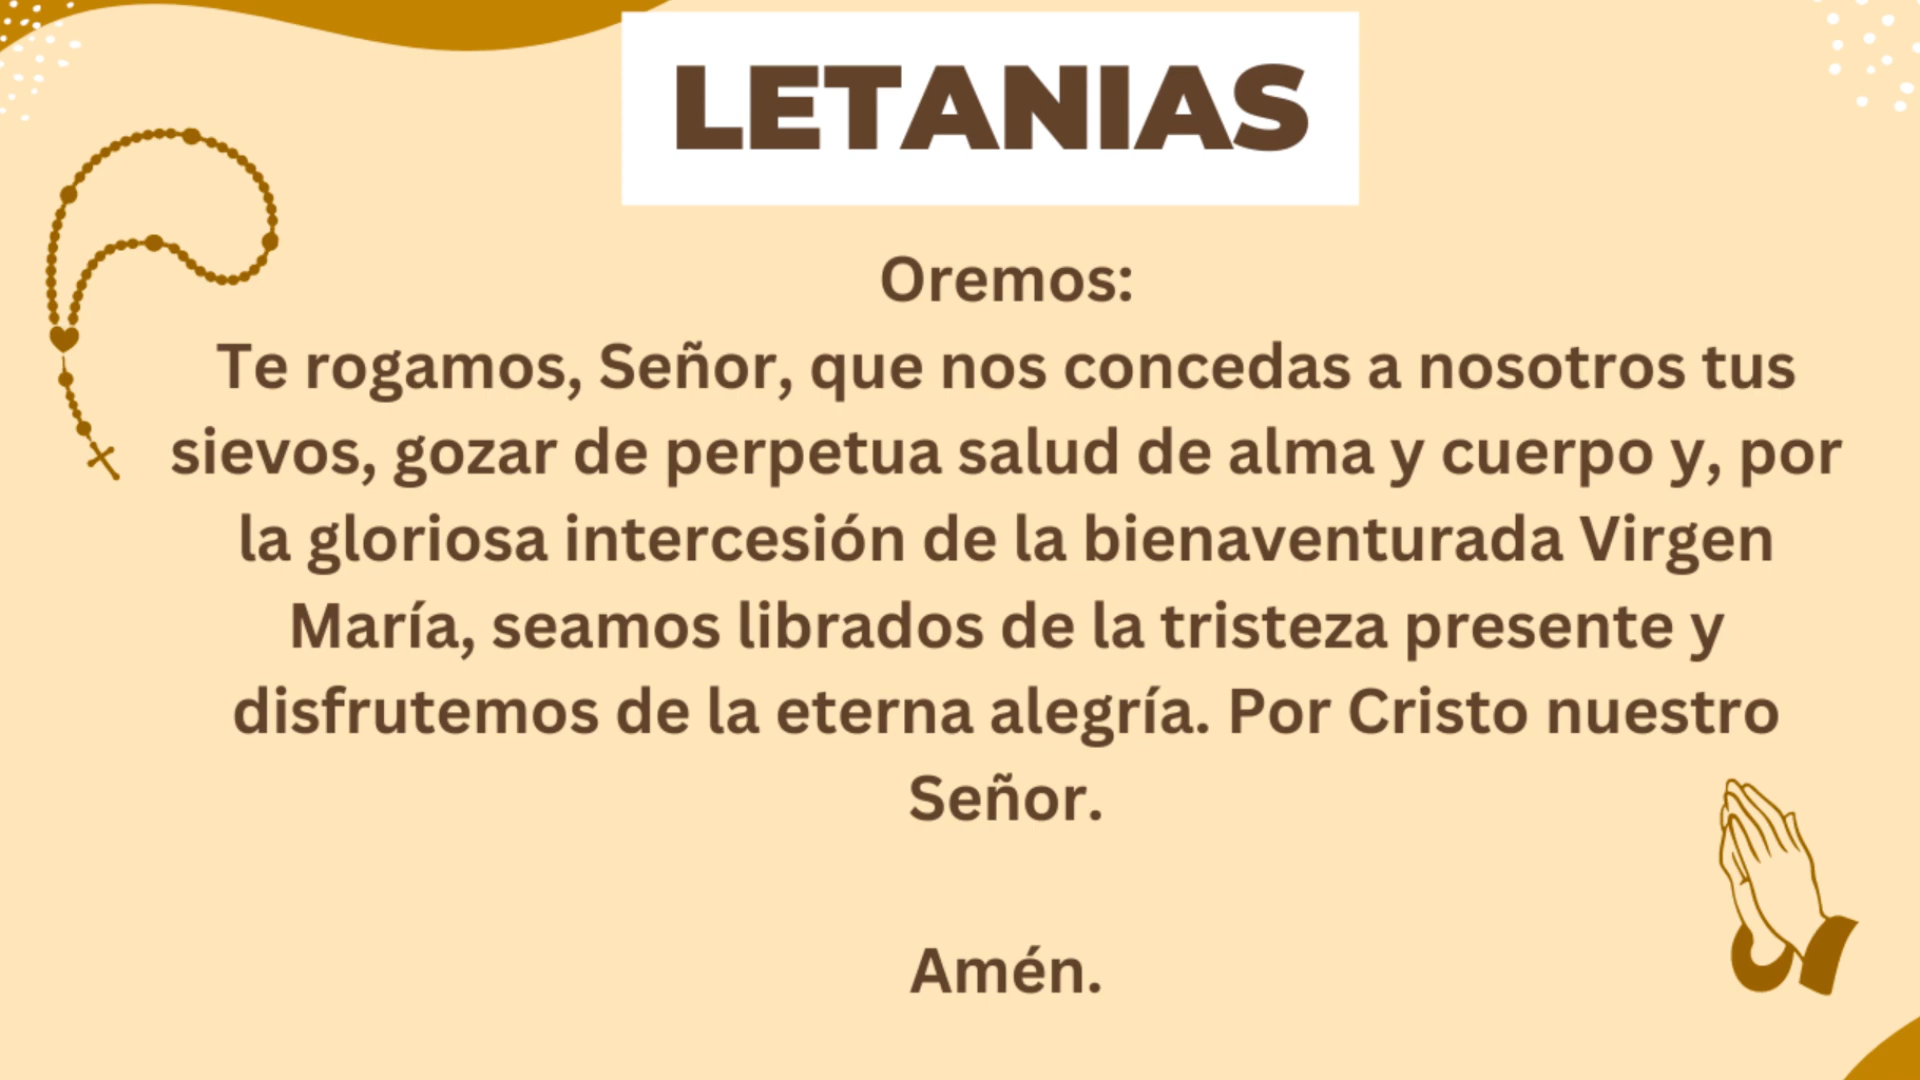 LETANIAS
Oremos:
Te rogamos, Señor, que nos concedas a nosotros tus
sievos, gozar de perpetua salud de alma y cuerpo y, por
la gloriosa intercesión de la bienaventurada Virgen
María, seamos librados de la tristeza presente y
disfrutemos de la eterna alegría. Por Cristo nuestro
Señor.
Amén.